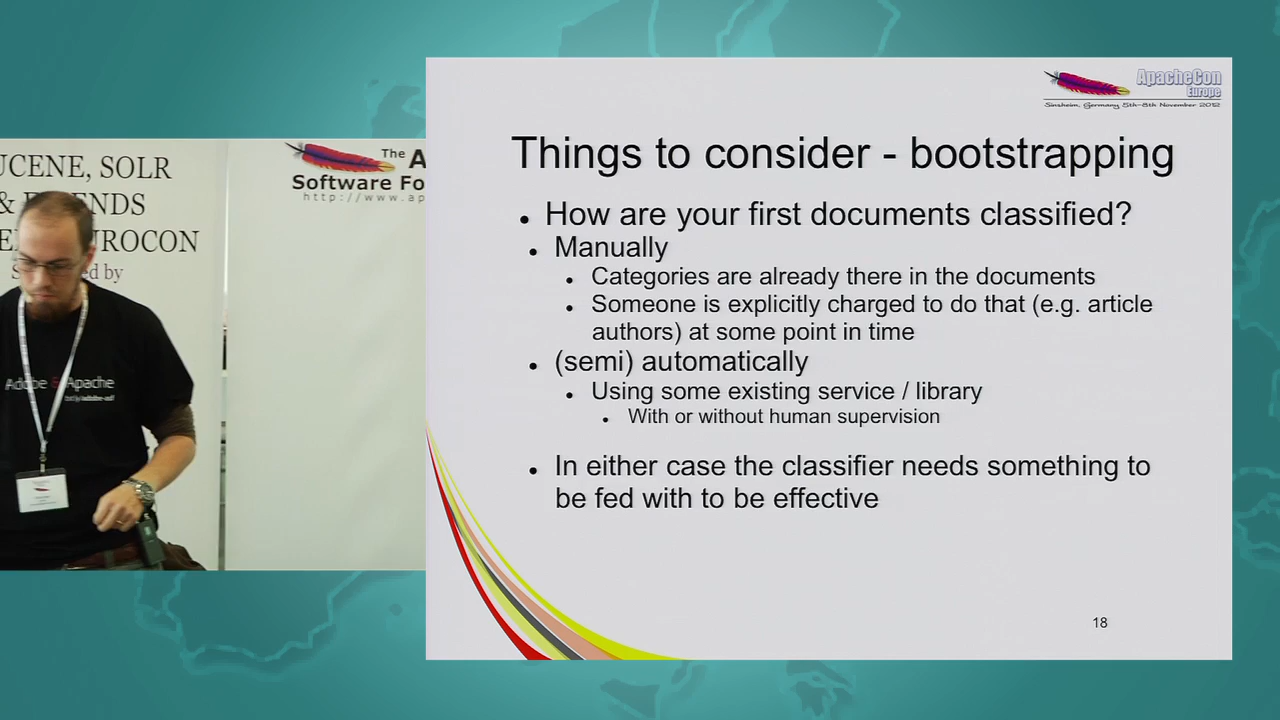 UCENE, SOLR
&
NDS
UROCON
ed by
The A
Software Fo
http://www.ap
Adobe & Apache
ApacheCon
Europe
Sinsheim, Germany 5th-8th November 2012
Things to consider - bootstrapping
• How are your first documents classified?
• Manually
• Categories are already there in the documents
• Someone is explicitly charged to do that (e.g. article
authors) at some point in time
• (semi) automatically
• Using some existing service / library
• With or without human supervision
• In either case the classifier needs something to
be fed with to be effective
18